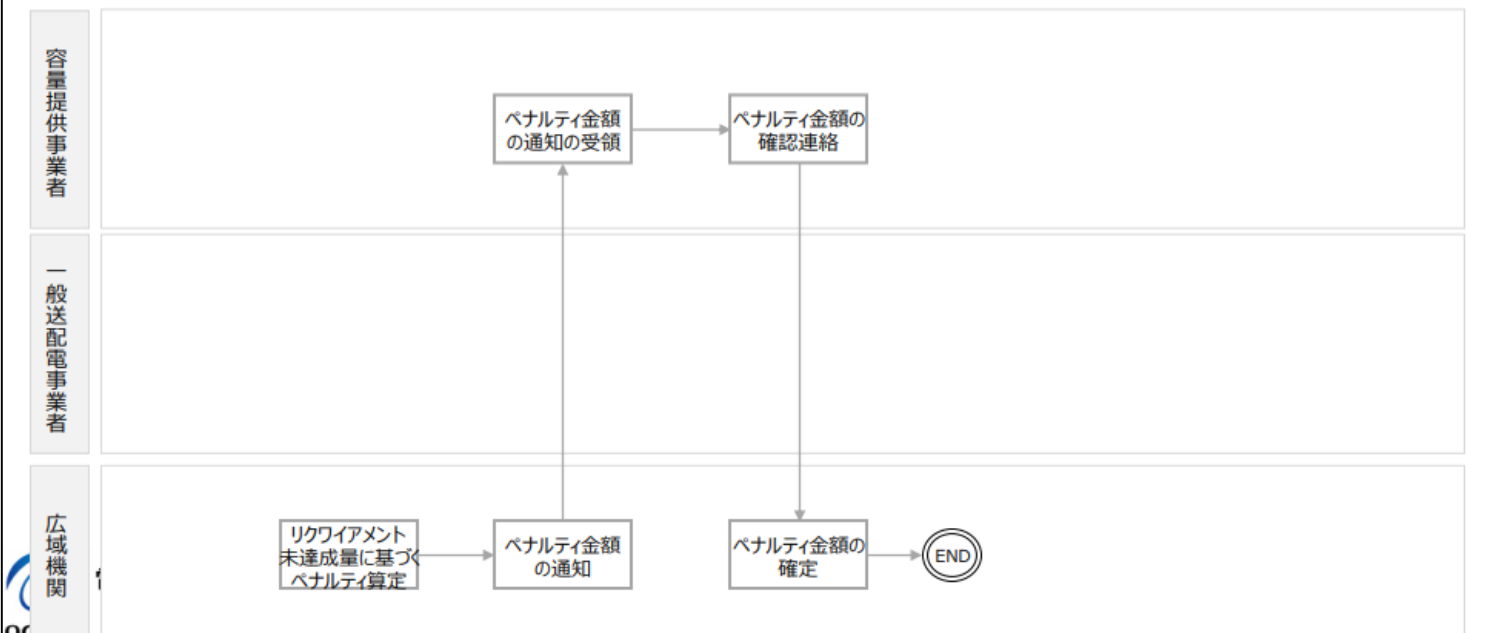 容量提供事業者
ペナルティ金額
の通知の受領
ペナルティ金額の
確認連絡
一般送配電事業者
広域機関
リクワイアメント
未達成量に基づく
ペナルティ算定
ペナルティ金額
の通知
ペナルティ金額の
確定
END